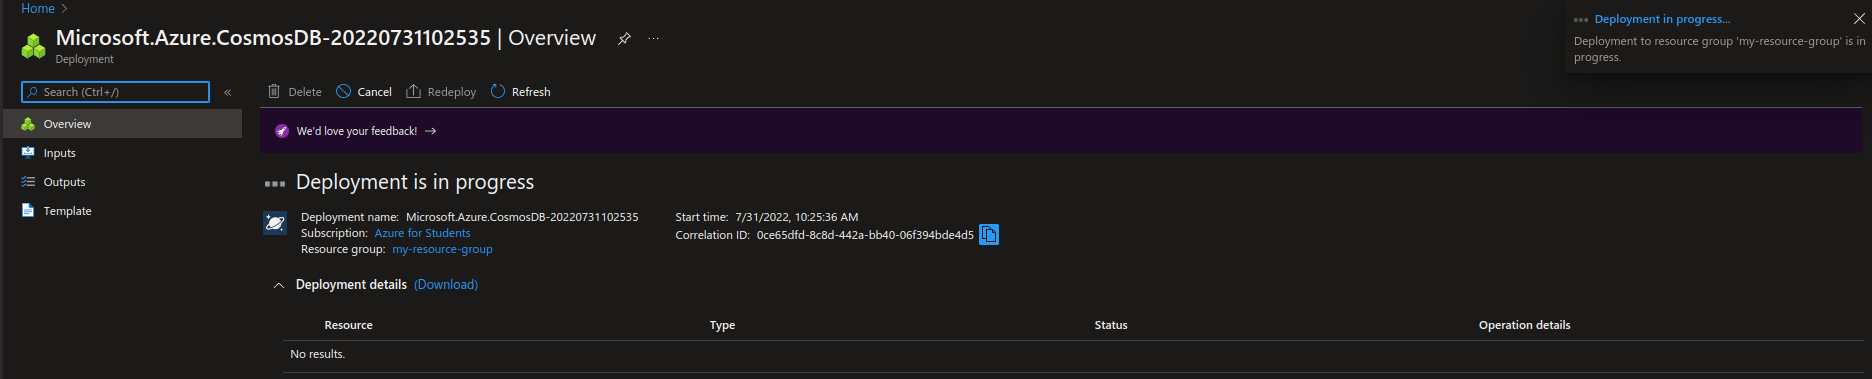 Home >
Microsoft.Azure.CosmosDB-20220731102535 | Overview ...
Deployment
Deployment in progress...
Deployment to resource group 'my-resource-group' is in
progress.
Search (Ctrl+/) «
Delete Cancel Redeploy Refresh
Overview
Inputs
Outputs
Template
We'd love your feedback! →
Deployment is in progress
Deployment name: Microsoft.Azure.CosmosDB-20220731102535
Subscription: Azure for Students
Resource group: my-resource-group
Start time: 7/31/2022, 10:25:36 AM
Correlation ID: 0ce65dfd-8c8d-442a-bb40-06f394bde4d5
Deployment details (Download)
Resource Type Status Operation details
No results.